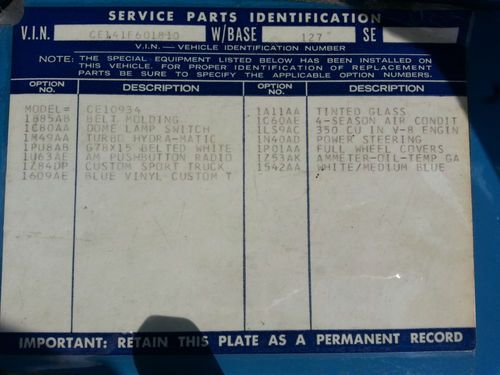 SERVICE PARTS IDENTIFICATION
V.I.N. CE141F601810 W/BASE 127" SE
V.I.N. — VEHICLE IDENTIFICATION NUMBER
NOTE: THE SPECIAL EQUIPMENT LISTED BELOW HAS BEEN INSTALLED ON
THIS VEHICLE. FOR PROPER IDENTIFICATION OF REPLACEMENT
PARTS BE SURE TO SPECIFY THE APPLICABLE OPTION NUMBERS.
OPTION NO. DESCRIPTION
MODEL= CE10934
1B85AB BELT MOLDING
1C80AA DOME LAMP SWITCH
1M49AA TURBO HYDRA-MATIC
1PU8AB G78X15 BELTED WHITE
1U63AE AM PUSHBUTTON RADIO
1Z84OP CUSTOM SPORT TRUCK
1609AE BLUE VINYL-CUSTOM T
OPTION NO. DESCRIPTION
1A11AA TINTED GLASS
1C60AE 4-SEASON AIR CONDIT
1LS9AC 350 CU IN V-8 ENGIN
1N40AD POWER STEERING
1P01AA FULL WHEEL COVERS
1Z53AK AMMETER-OIL-TEMP GA
1542AA WHITE/MEDIUM BLUE
IMPORTANT: RETAIN THIS PLATE AS A PERMANENT RECORD